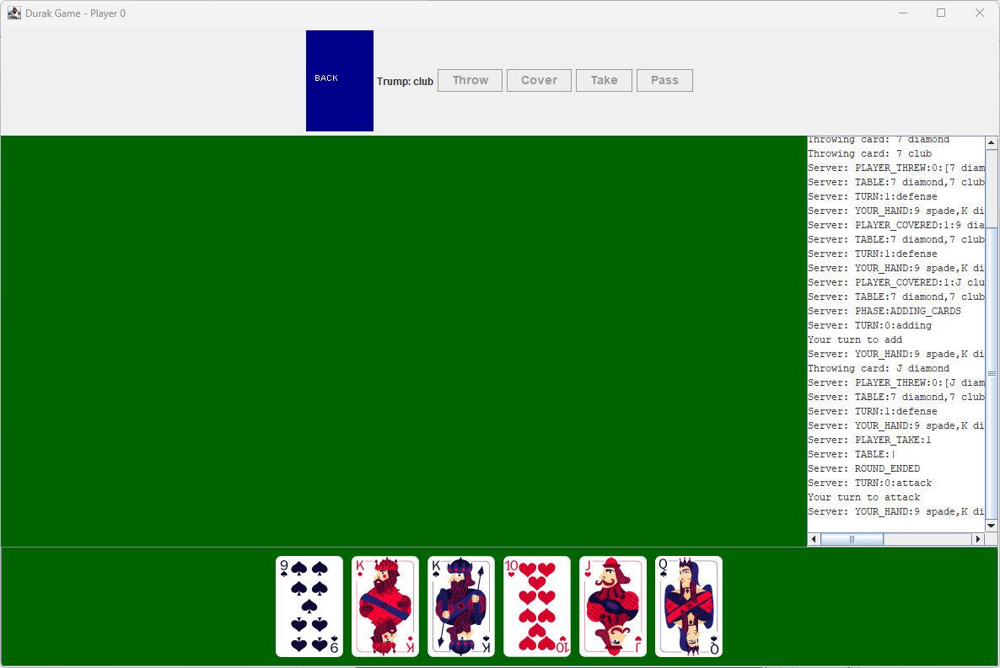 Durak Game - Player 0
BACK
Trump: club
Throw
Cover
Take
Pass
Throwing card: 7 diamond
Throwing card: 7 club
Server: PLAYER_THREW:0:[7 diam
Server: TABLE:7 diamond,7 club
Server: TURN:1:defense
Server: YOUR_HAND:9 spade,K di
Server: PLAYER_COVERED:1:9 dia
Server: TABLE:7 diamond,7 club
Server: TURN:1:defense
Server: YOUR_HAND:9 spade,K di
Server: PLAYER_COVERED:1:J clu
Server: TABLE:7 diamond,7 club
Server: PHASE:ADDING_CARDS
Server: TURN:0:adding
Your turn to add
Server: YOUR_HAND:9 spade,K di
Throwing card: J diamond
Server: PLAYER_THREW:0:[J diam
Server: TABLE:7 diamond,7 club
Server: TURN:1:defense
Server: YOUR_HAND:9 spade,K di
Server: PLAYER_TAKE:1
Server: TABLE:|
Server: ROUND_ENDED
Server: TURN:0:attack
Your turn to attack
Server: YOUR_HAND:9 spade,K di
9
9
K
K
K
K
10
10
J
J
Q
Q